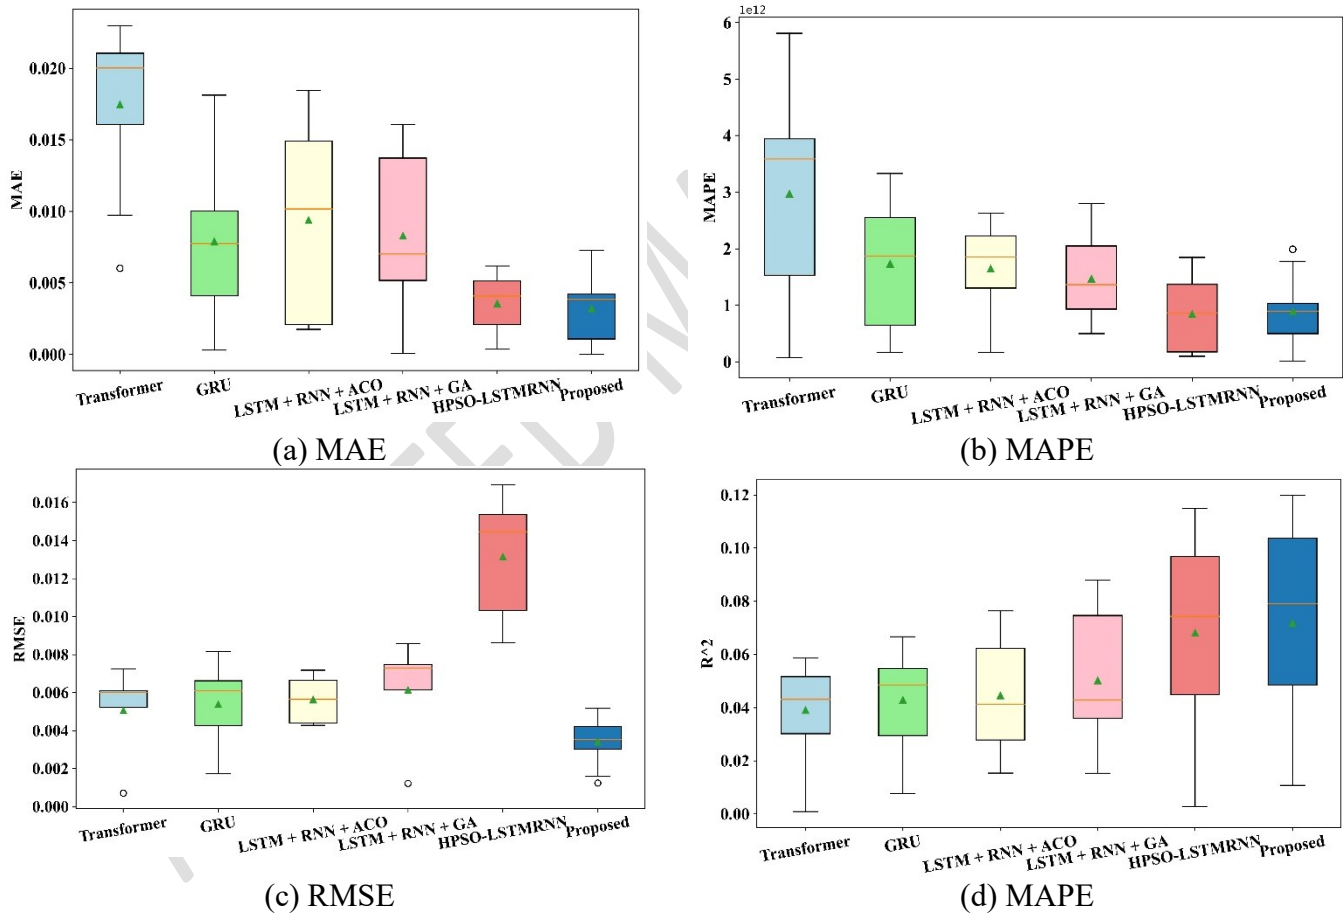 1e12
6
5
4
3
2
1
0
MAPE
Transformer
GRU
LSTM + RNN + ACO
LSTM + RNN + GA
HPSO-LSTMRNN
Proposed
0.020
0.015
0.010
0.005
0.000
MAE
Transformer
GRU
LSTM + RNN + ACO
LSTM + RNN + GA
HPSO-LSTMRNN
Proposed
(a) MAE
(b) MAPE
0.016
0.014
0.012
0.010
0.008
0.006
0.004
0.002
0.000
RMSE
Transformer
GRU
LSTM + RNN + ACO
LSTM + RNN + GA
HPSO-LSTMRNN
Proposed
0.12
0.10
0.08
0.06
0.04
0.02
0.00
R^2
Transformer
GRU
LSTM + RNN + ACO
LSTM + RNN + GA
HPSO-LSTMRNN
Proposed
(c) RMSE
(d) MAPE